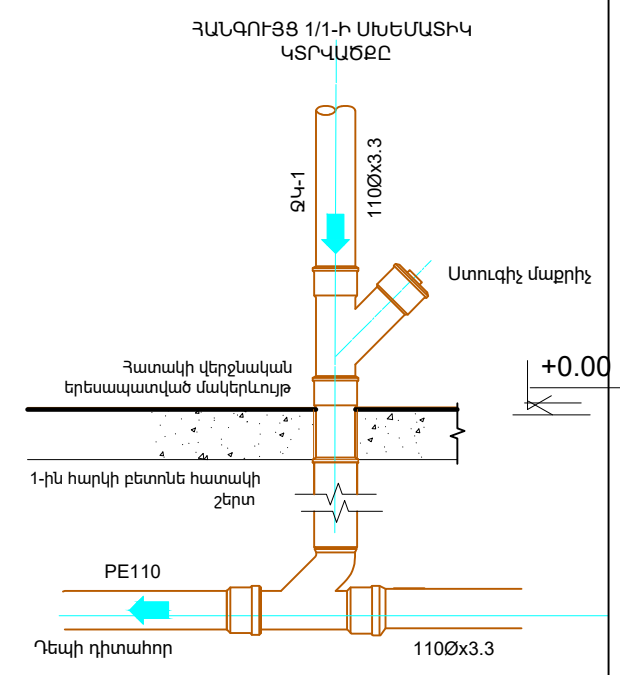 ՀԱՆԳՈՒՅՑ 1/1-Ի ՍԽԵՄԱՏԻԿ
ԿՏՐՎԱԾՔԸ
ՋԿ-1
110Øx3.3
Ստուգիչ մաքրիչ
+0.00
Հատակի վերջնական
երեսապատված մակերևույթ
1-ին հարկի բետոնե հատակի
շերտ
PE110
Դեպի դիտահոր
110Øx3.3